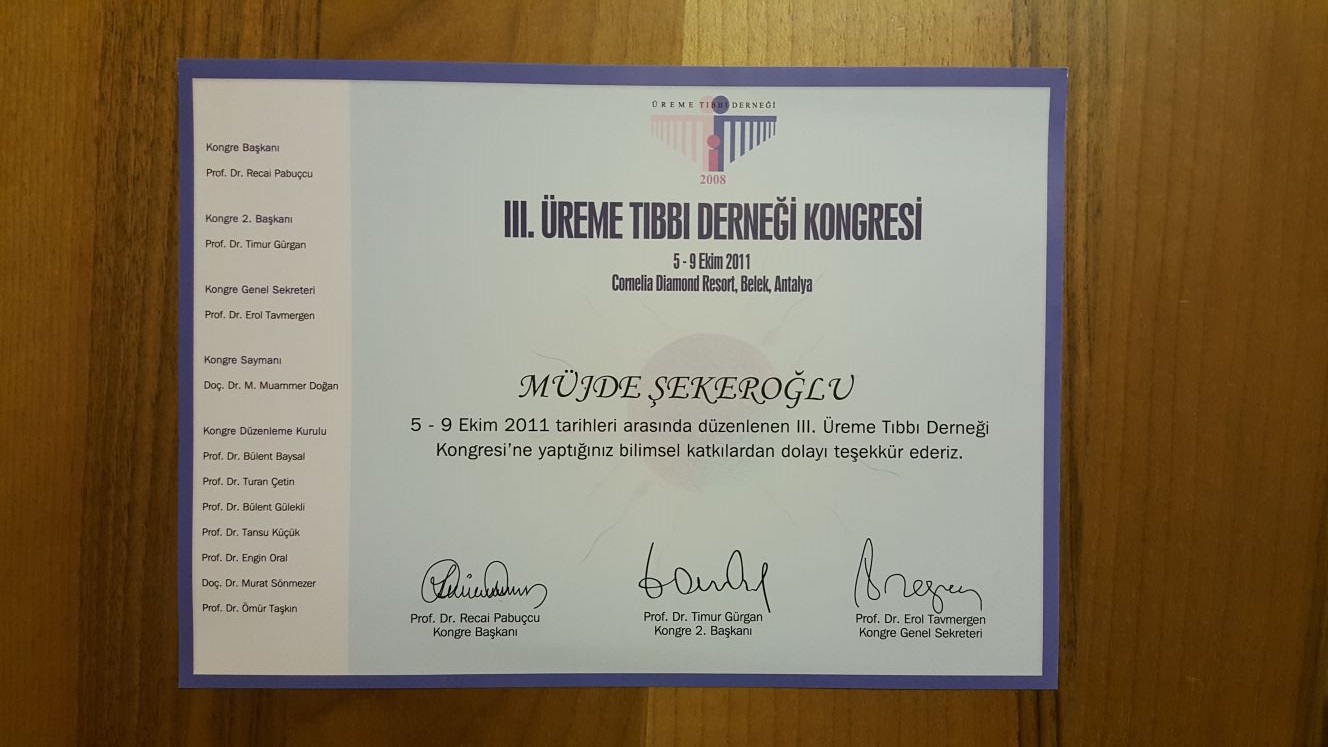 Kongre Başkanı
Prof. Dr. Recai Pabuçcu
Kongre 2. Başkanı
Prof. Dr. Timur Gürgan
Kongre Genel Sekreteri
Prof. Dr. Erol Tavmergen
Kongre Saymanı
Doç. Dr. M. Muammer Doğan
Kongre Düzenleme Kurulu
Prof. Dr. Bülent Baysal
Prof. Dr. Turan Çetin
Prof. Dr. Bülent Gülekli
Prof. Dr. Tansu Küçük
Prof. Dr. Engin Oral
Doç. Dr. Murat Sönmezer
Prof. Dr. Ömür Taşkın
ÜREME TIBBI DERNEĞİ
2008
III. ÜREME TIBBI DERNEĞİ KONGRESİ
5 - 9 Ekim 2011
Cornelia Diamond Resort, Belek, Antalya
MÜJDE ŞEKEROĞLU
5 - 9 Ekim 2011 tarihleri arasında düzenlenen III. Üreme Tıbbı Derneği
Kongresi'ne yaptığınız bilimsel katkılardan dolayı teşekkür ederiz.
Prof. Dr. Recai Pabuçcu
Kongre Başkanı
Prof. Dr. Timur Gürgan
Kongre 2. Başkanı
Prof. Dr. Erol Tavmergen
Kongre Genel Sekreteri